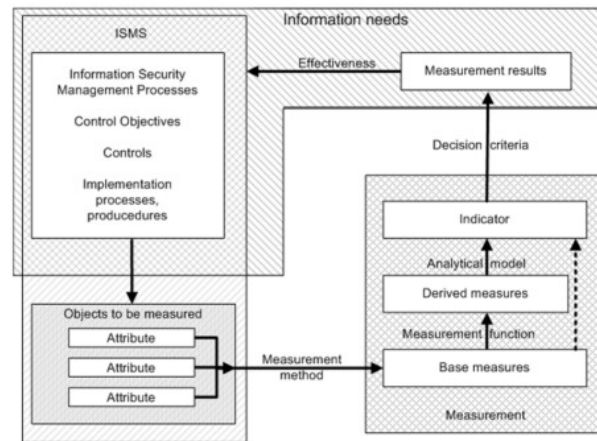 Information needs
ISMS
Information Security
Management Processes
Control Objectives
Controls
Implementation
processes,
producedures
Effectiveness
Measurement results
Decision criteria
Indicator
Analytical model
Derived measures
Measurement function
Base measures
Measurement
Objects to be measured
Attribute
Attribute
Attribute
Measurement
method